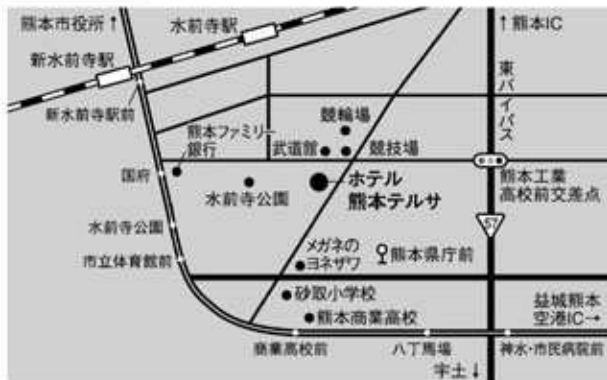 熊本市役所↑
水前寺駅
新水前寺駅
新水前寺駅前
↑熊本IC
東バイパス
熊本ファミリー
銀行
競輪場
武道館
競技場
国府
水前寺公園
ホテル
熊本テルサ
熊本工業
高校前交差点
57
水前寺公園
市立体育館前
メガネの
ヨネザワ
熊本県庁前
砂取小学校
熊本商業高校
益城熊本
空港IC→
商業高校前
八丁馬場
神水・市民病院前
宇土↓